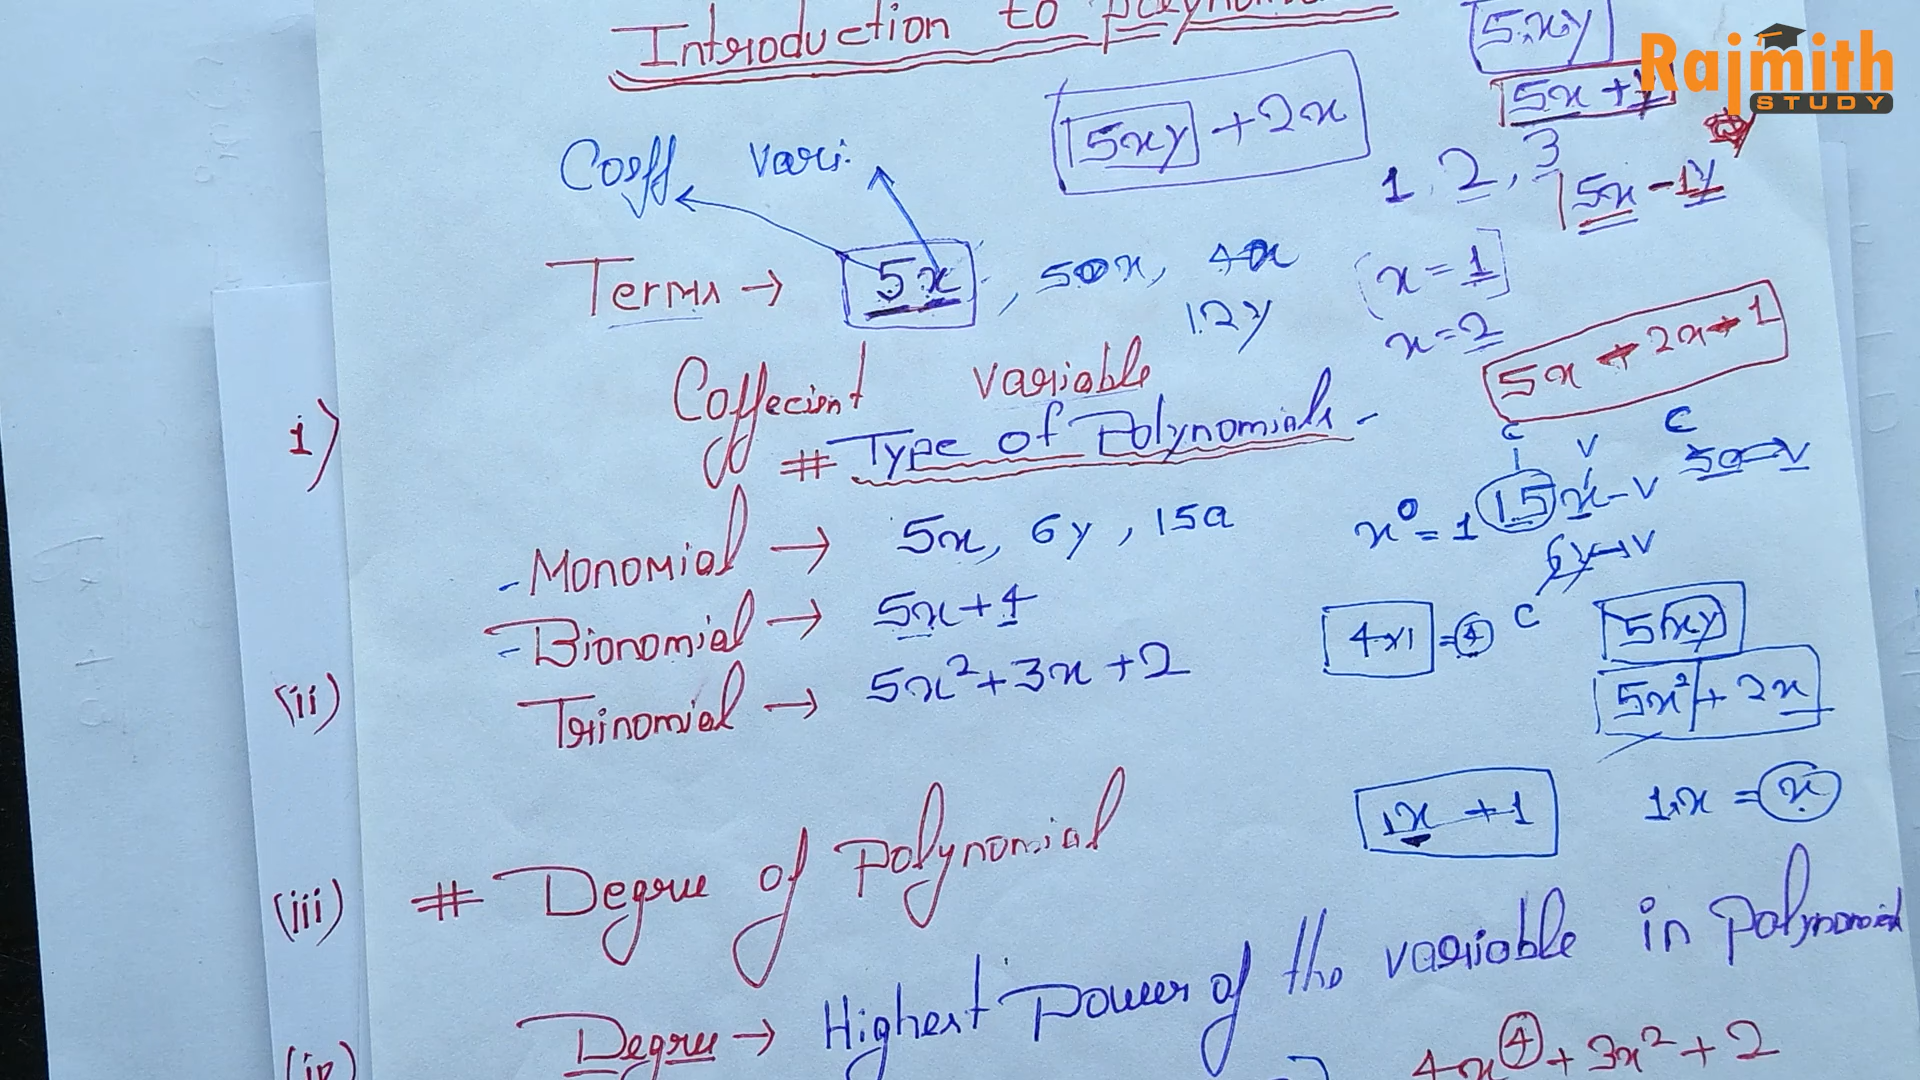 Introduction to
5xy
Rajmith
STUDY
5xy + 2x
5x +
Coeff vari.
1, 2, 3
5x - 1y
Terms → 5x , 50x, 4x
12y
(x = 1]
x = 2
5x + 2x + 1
i)
Coffecient variable
# Type of Polynomials -
c
v
c
v
- Monomial → 5x, 6y, 15a
x⁰ = 1 15 x - v
6y → v
- Bionomial → 5x + 4
4x1 = 4
c
5xy
(ii)
Trinomial → 5x² + 3x + 2
5x² + 2x
1x + 1
1.x = x
(iii)
# Degree of Polynomial
Degree → Highest Power of the variable in Polynomial
4x⁴ + 3x² + 2